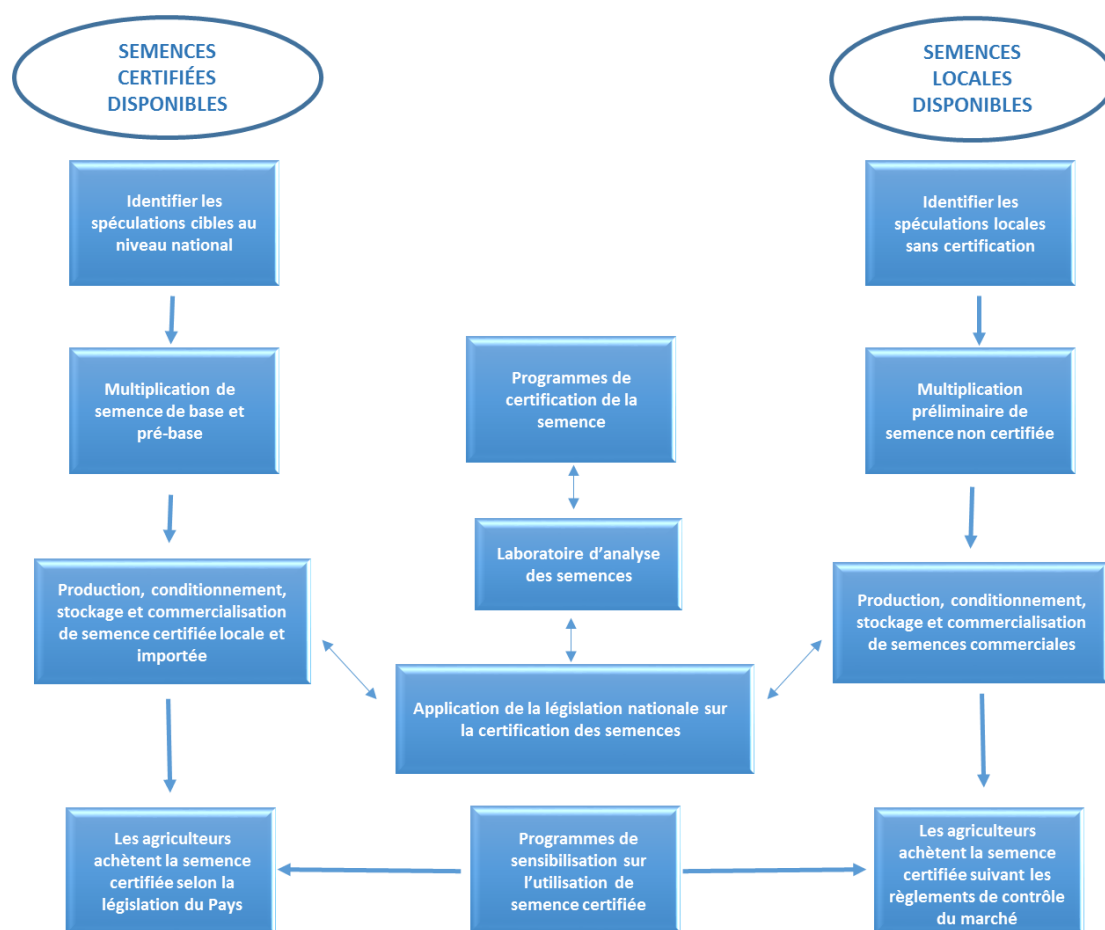 SEMENCES
CERTIFIÉES
DISPONIBLES
SEMENCES
LOCALES
DISPONIBLES
Identifier les
spéculations cibles au
niveau national
Identifier les
spéculations locales
sans certification
Multiplication de
semence de base et
pré-base
Programmes de
certification de la
semence
Multiplication
préliminaire de
semence non certifiée
Laboratoire d’analyse
des semences
Production, conditionnement,
stockage et commercialisation
de semence certifiée locale et
importée
Production, conditionnement,
stockage et commercialisation
de semences commerciales
Application de la législation nationale sur
la certification des semences
Les agriculteurs
achètent la semence
certifiée selon la
législation du Pays
Programmes de
sensibilisation sur
l’utilisation de
semence certifiée
Les agriculteurs
achètent la semence
certifiée suivant les
règlements de contrôle
du marché